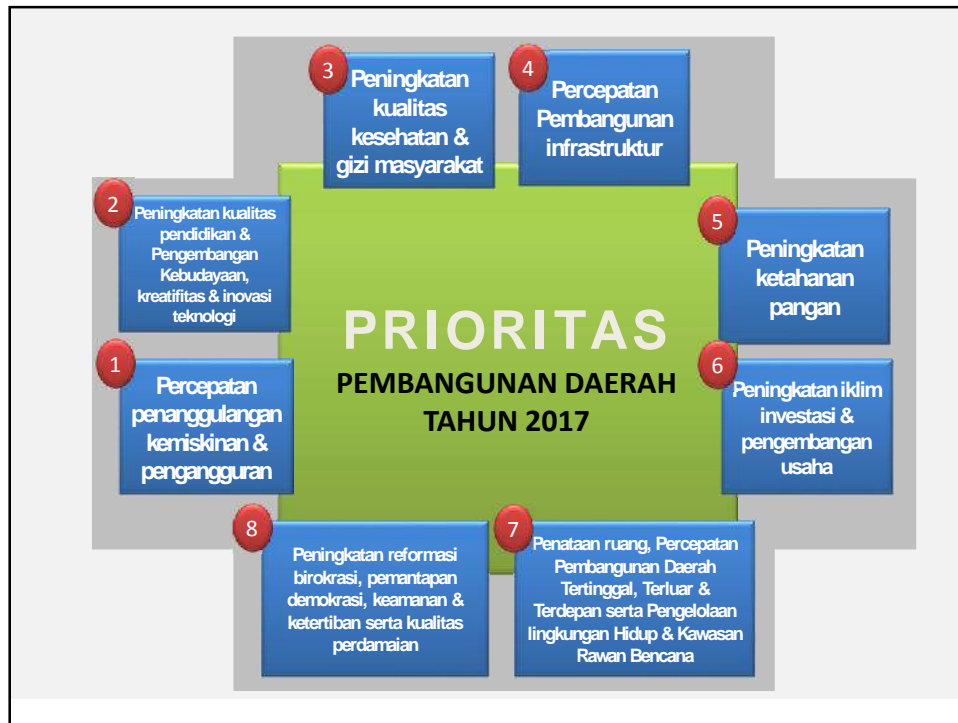 PRIORITAS
PEMBANGUNAN DAERAH
TAHUN 2017
1
Percepatan
penanggulangan
kemiskinan &
pengangguran
2
Peningkatan kualitas
pendidikan &
Pengembangan
Kebudayaan,
kreatifitas & inovasi
teknologi
3
Peningkatan
kualitas
kesehatan &
gizi masyarakat
4
Percepatan
Pembangunan
infrastruktur
5
Peningkatan
ketahanan
pangan
6
Peningkatan iklim
investasi &
pengembangan
usaha
7
Penataan ruang, Percepatan
Pembangunan Daerah
Tertinggal, Terluar &
Terdepan serta Pengelolaan
lingkungan Hidup & Kawasan
Rawan Bencana
8
Peningkatan reformasi
birokrasi, pemantapan
demokrasi, keamanan &
ketertiban serta kualitas
perdamaian